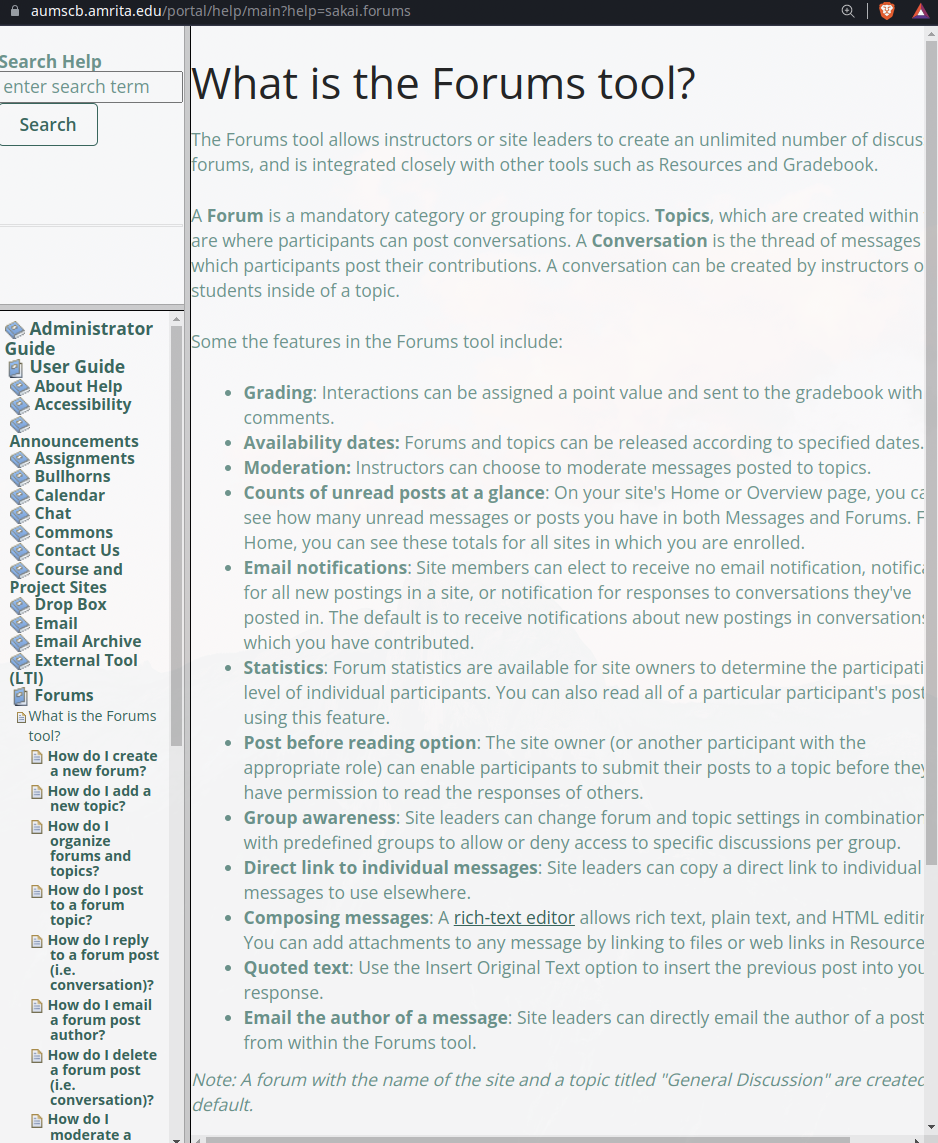 aumscb.amrita.edu/portal/help/main?help=sakai.forums
Search Help
enter search term
Search
Administrator
Guide
User Guide
About Help
Accessibility
Announcements
Assignments
Bullhorns
Calendar
Chat
Commons
Contact Us
Course and
Project Sites
Drop Box
Email
Email Archive
External Tool
(LTI)
Forums
What is the Forums
tool?
How do I create
a new forum?
How do I add a
new topic?
How do I
organize
forums and
topics?
How do I post
to a forum
topic?
How do I reply
to a forum post
(i.e.
conversation)?
How do I email
a forum post
author?
How do I delete
a forum post
(i.e.
conversation)?
How do I
moderate a
What is the Forums tool?
The Forums tool allows instructors or site leaders to create an unlimited number of discus
forums, and is integrated closely with other tools such as Resources and Gradebook.
A Forum is a mandatory category or grouping for topics. Topics, which are created within
are where participants can post conversations. A Conversation is the thread of messages
which participants post their contributions. A conversation can be created by instructors o
students inside of a topic.
Some the features in the Forums tool include:
Grading: Interactions can be assigned a point value and sent to the gradebook with
comments.
Availability dates: Forums and topics can be released according to specified dates.
Moderation: Instructors can choose to moderate messages posted to topics.
Counts of unread posts at a glance: On your site's Home or Overview page, you ca
see how many unread messages or posts you have in both Messages and Forums. F
Home, you can see these totals for all sites in which you are enrolled.
Email notifications: Site members can elect to receive no email notification, notifica
for all new postings in a site, or notification for responses to conversations they've
posted in. The default is to receive notifications about new postings in conversations
which you have contributed.
Statistics: Forum statistics are available for site owners to determine the participati
level of individual participants. You can also read all of a particular participant's post
using this feature.
Post before reading option: The site owner (or another participant with the
appropriate role) can enable participants to submit their posts to a topic before they
have permission to read the responses of others.
Group awareness: Site leaders can change forum and topic settings in combination
with predefined groups to allow or deny access to specific discussions per group.
Direct link to individual messages: Site leaders can copy a direct link to individual
messages to use elsewhere.
Composing messages: A rich-text editor allows rich text, plain text, and HTML editin
You can add attachments to any message by linking to files or web links in Resource
Quoted text: Use the Insert Original Text option to insert the previous post into you
response.
Email the author of a message: Site leaders can directly email the author of a post
from within the Forums tool.
Note: A forum with the name of the site and a topic titled "General Discussion" are created
default.